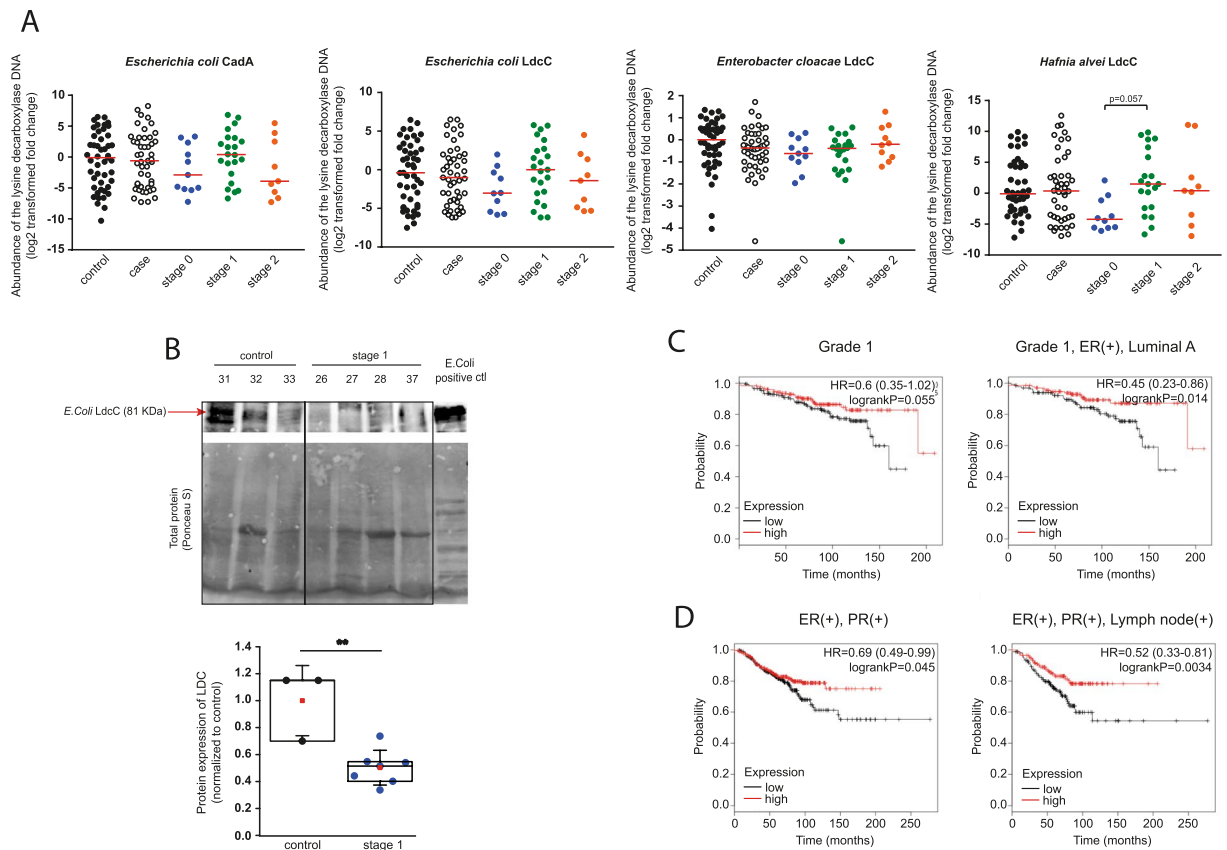 A
Abundance of the lysine decarboxylase DNA
(log2 transformed fold change)
Escherichia coli CadA
10
5
0
-5
-10
-15
control
case
stage 0
stage 1
stage 2
Abundance of the lysine decarboxylase DNA
(log2 transformed fold change)
Escherichia coli LdcC
10
5
0
-5
-10
control
case
stage 0
stage 1
stage 2
Abundance of the lysine decarboxylase DNA
(log2 transformed fold change)
Enterobacter cloacae LdcC
2
1
0
-1
-2
-3
-4
-5
control
case
stage 0
stage 1
stage 2
Abundance of the lysine decarboxylase DNA
(log2 transformed fold change)
Hafnia alvei LdcC
p=0.057
15
10
5
0
-5
-10
control
case
stage 0
stage 1
stage 2
B
control
stage 1
E.Coli
positive ctl
31 32 33 26 27 28 37
E.Coli LdcC (81 KDa)
Total protein
(Ponceau S)
Protein expression of LDC
(normalized to control)
**
1.4
1.2
1.0
0.8
0.6
0.4
0.2
0.0
control
stage 1
C
Grade 1
HR=0.6 (0.35-1.02)
logrankP=0.055
Probability
1.0
0.8
0.6
0.4
0.2
0.0
Expression
low
high
50 100 150 200
Time (months)
Grade 1, ER(+), Luminal A
HR=0.45 (0.23-0.86)
logrankP=0.014
Probability
1.0
0.8
0.6
0.4
0.2
0.0
Expression
low
high
0 50 100 150 200
Time (months)
D
ER(+), PR(+)
HR=0.69 (0.49-0.99)
logrankP=0.045
Probability
1.0
0.8
0.6
0.4
0.2
0.0
Expression
low
high
0 50 100 150 200 250
Time (months)
ER(+), PR(+), Lymph node(+)
HR=0.52 (0.33-0.81)
logrankP=0.0034
Probability
1.0
0.8
0.6
0.4
0.2
0.0
Expression
low
high
0 50 100 150 200 250
Time (months)